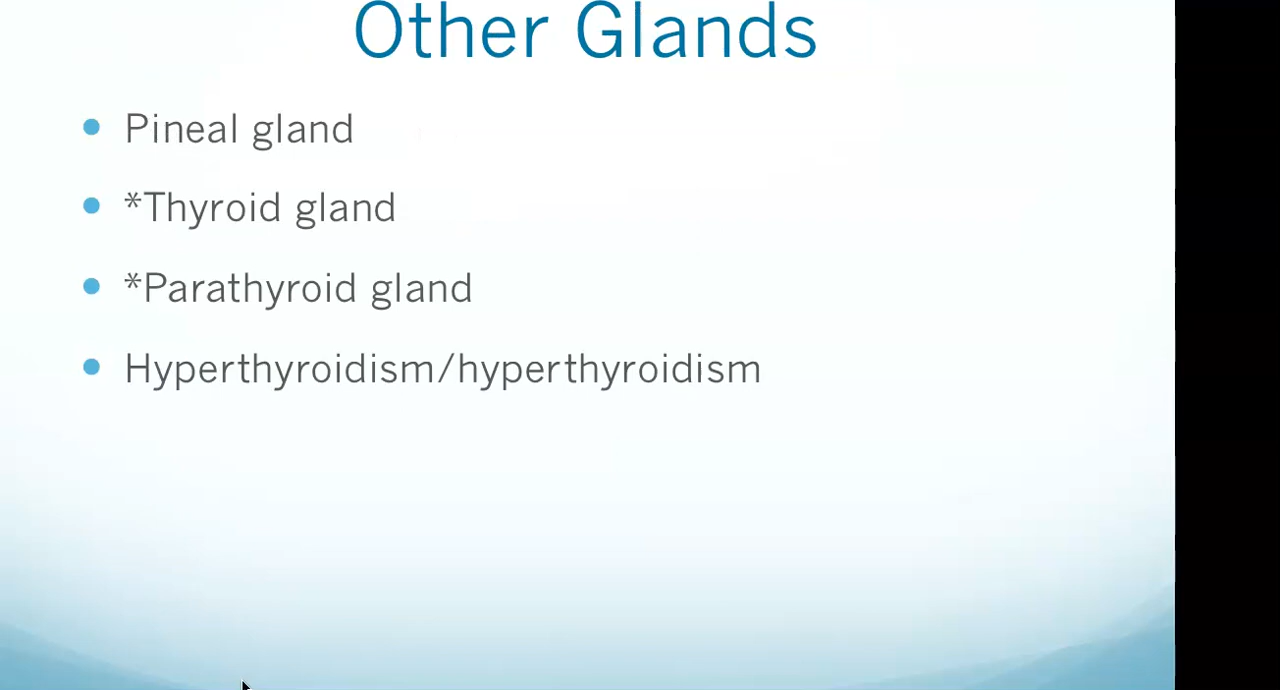 Other Glands
Pineal gland
*Thyroid gland
*Parathyroid gland
Hyperthyroidism/hyperthyroidism